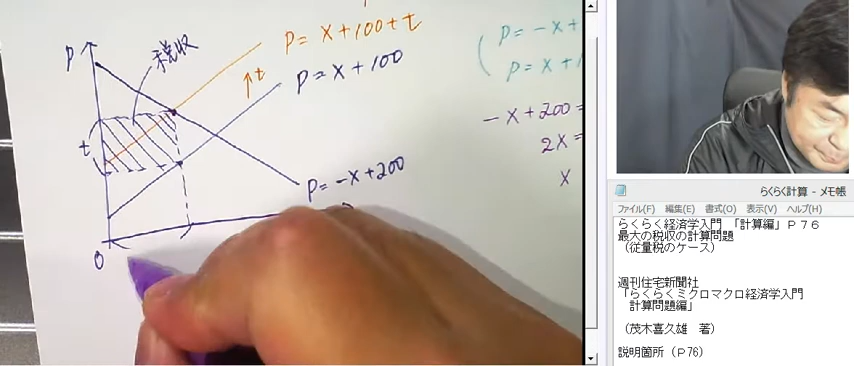 P
税収
P = X + 100 + t
↑t
P = X + 100
t
P = -X + 200
0
P = -X +
P = X + 1
-X + 200 =
2X =
X
らくらく計算 - メモ帳
ファイル(F) 編集(E) 書式(O) 表示(V) ヘルプ(H)
らくらく経済学入門 「計算編」P76
最大の税収の計算問題
(従量税のケース)
週刊住宅新聞社
「らくらくミクロマクロ経済学入門
計算問題編」
(茂木喜久雄 著)
説明箇所(P76)